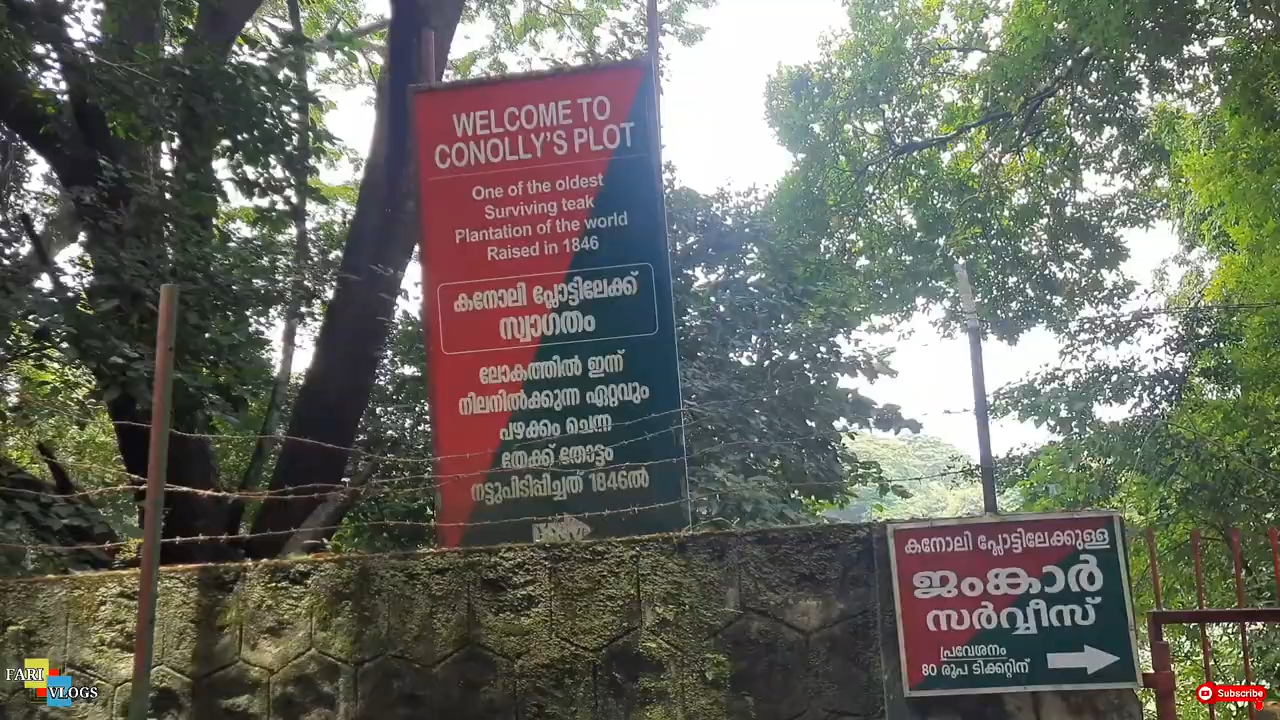 WELCOME TO
CONOLLY'S PLOT
One of the oldest
Surviving teak
Plantation of the world
Raised in 1846
കനോലി പ്ലോട്ടിലേക്ക്
സ്വാഗതം
ലോകത്തിൽ ഇന്ന്
നിലനിൽക്കുന്ന ഏറ്റവും
പഴക്കം ചെന്ന
തേക്ക് തോട്ടം
നട്ടുപിടിപ്പിച്ചത് 1846ൽ
കനോലി പ്ലോട്ടിലേക്കുള്ള
ജംങ്കാർ
സർവ്വീസ്
പ്രവേശനം
80 രൂപ ടിക്കറ്റിന്
FARI
VLOGS
Subscribe